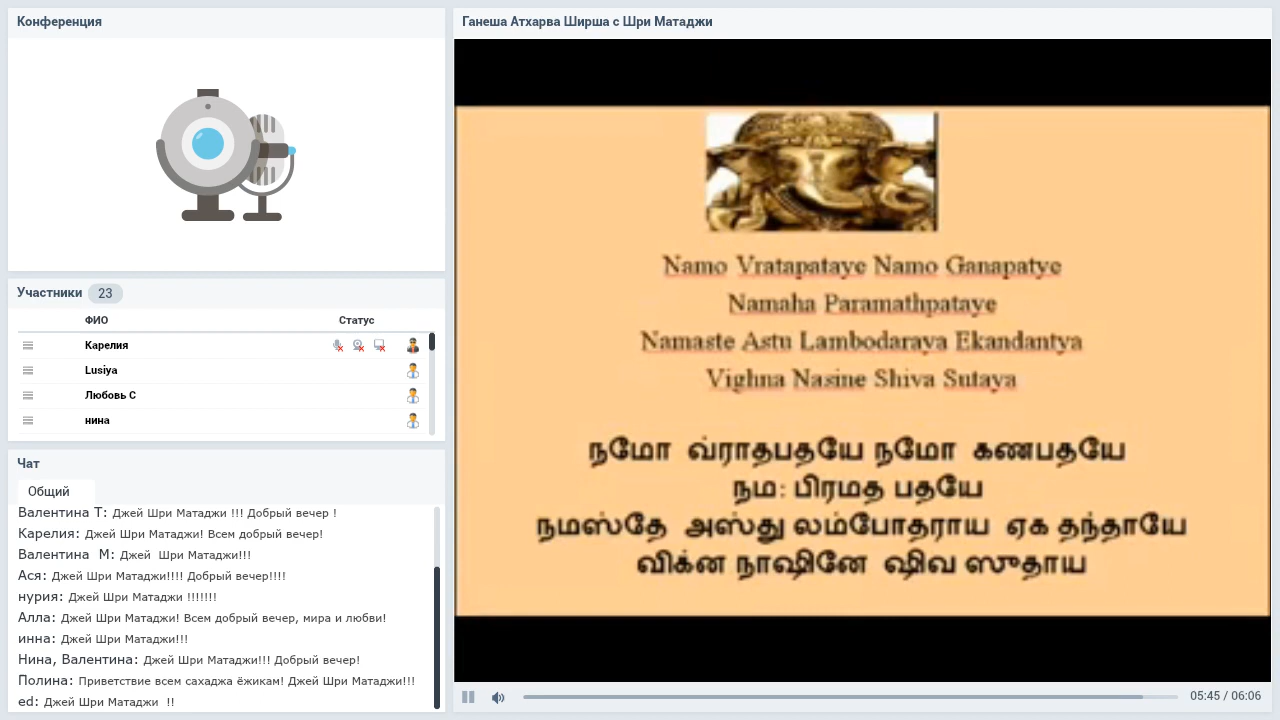 Конференция
Участники 23
ФИО Статус
Карелия
Lusiya
Любовь С
нина
Чат
Общий
Валентина Т: Джей Шри Матаджи !!! Добрый вечер !
Карелия: Джей Шри Матаджи! Всем добрый вечер!
Валентина М: Джей Шри Матаджи!!!
Ася: Джей Шри Матаджи!!!! Добрый вечер!!!!
нурия: Джей Шри Матаджи !!!!!!!
Алла: Джей Шри Матаджи! Всем добрый вечер, мира и любви!
инна: Джей Шри Матаджи!!!
Нина, Валентина: Джей Шри Матаджи!!! Добрый вечер!
Полина: Приветствие всем сахаджа ёжикам! Джей Шри Матаджи!!!
ed: Джей Шри Матаджи !!
Ганеша Атхарва Ширша с Шри Матаджи
Namo Vratapataye Namo Ganapatye
Namaha Paramathpataye
Namaste Astu Lambodaraya Ekandantya
Vighna Nasine Shiva Sutaya
நமோ வ்ராதபதயே நமோ கணபதயே
நம: பிரமத பதயே
நமஸ்தே அஸ்து லம்போதராய ஏக தந்தாயே
விக்ன நாஷினே ஷிவ ஸுதாய
05:45 / 06:06